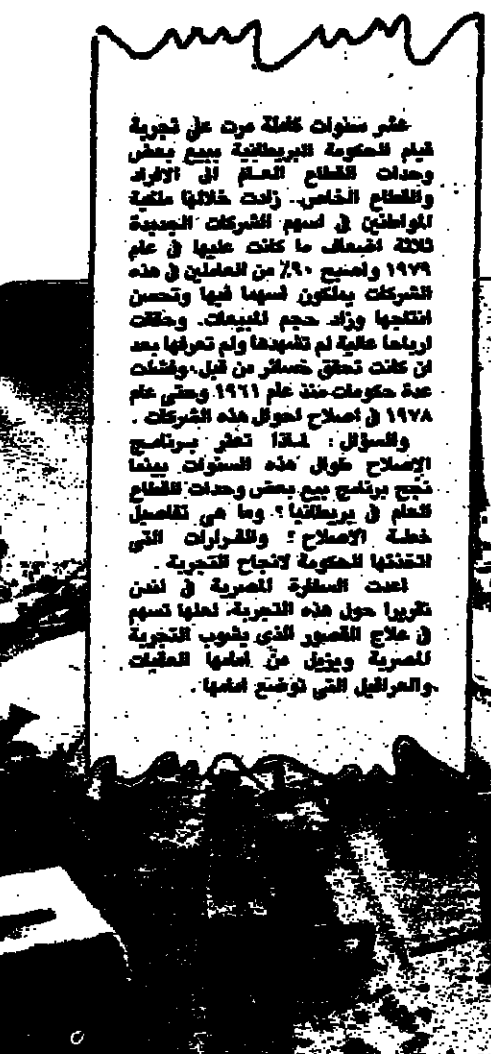 عشر سنوات كاملة مرت على تجربة
قيام الحكومة البريطانية ببيع بعض
وحدات القطاع العام الى الافراد
والقطاع الخاص.. زادت خلالها ملكية
المواطنين في اسهم الشركات الجديدة
ثلاثة اضعاف ما كانت عليها في عام
١٩٧٩ واصبح ٩٠٪ من العاملين في هذه
الشركات يملكون اسهما فيها وتحسن
انتاجها وزاد حجم المبيعات. وحققت
ارباحا عالية لم تشهدها ولم تعرفها بعد
ان كانت تحقق خسائر من قبل. وفشلت
عدة حكومات منذ عام ١٩٦١ وحتى عام
١٩٧٨ في اصلاح احوال هذه الشركات .
والسؤال : لماذا تعثر برنامج
الإصلاح طوال هذه السنوات بينما
نجح برنامج بيع بعض وحدات القطاع
العام في بريطانيا ؟ وما هي تفاصيل
خطة الاصلاح ؟ والقرارات التي
اتخذتها الحكومة لانجاح التجربة .
اعدت السفارة المصرية في لندن
تقريرا حول هذه التجربة، لعلها تسهم
في علاج القصور الذي يشوب التجربة
المصرية ويزيل من امامها العقبات
والعراقيل التي توضع امامها .